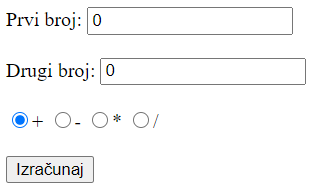 Prvi broj: 0
Drugi broj: 0
+ - * /
Izračunaj